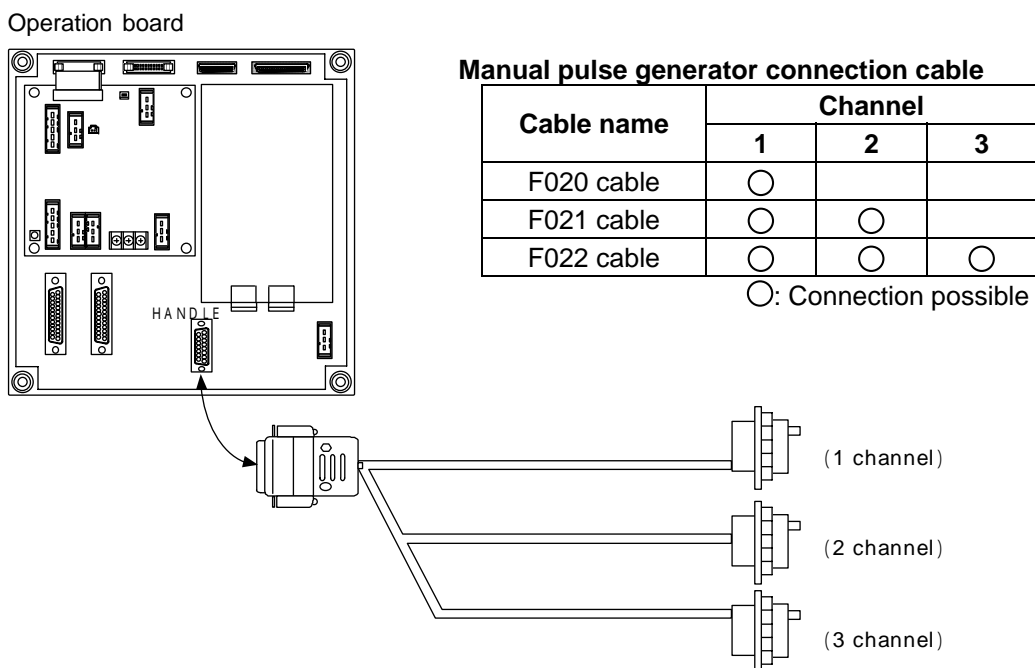 Operation board
Manual pulse generator connection cable
Cable name Channel
1 2 3
F020 cable ○
F021 cable ○ ○
F022 cable ○ ○ ○
○: Connection possible
HANDLE
(1 channel)
(2 channel)
(3 channel)